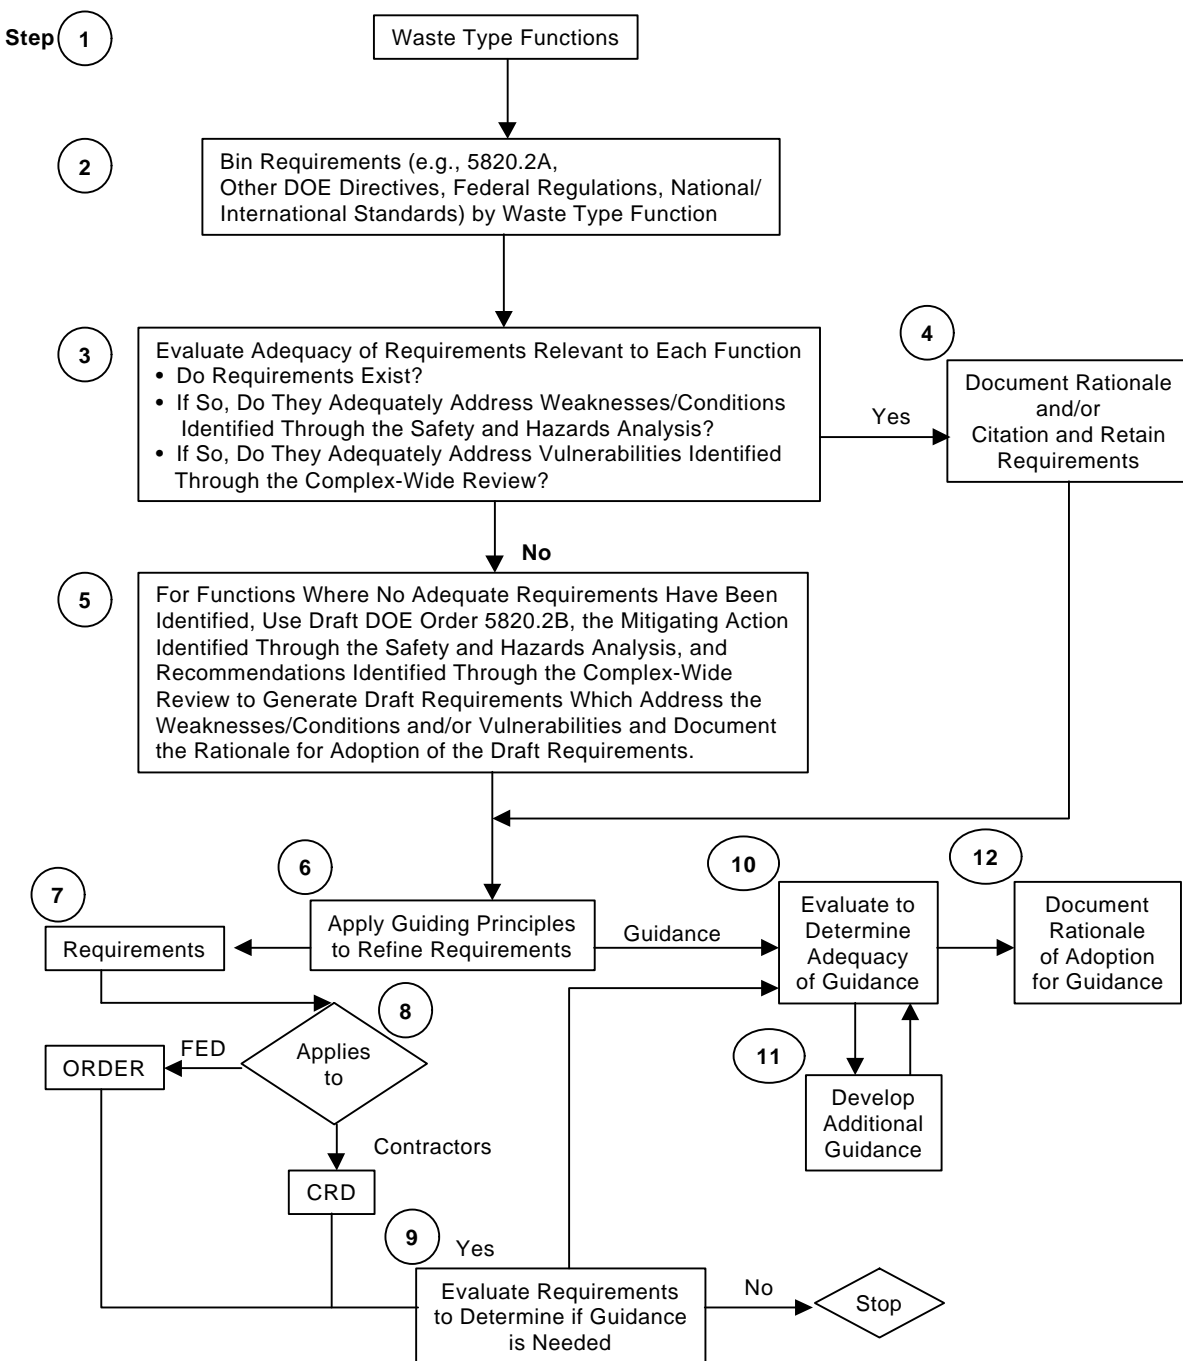 Step 1
Waste Type Functions
2
Bin Requirements (e.g., 5820.2A,
Other DOE Directives, Federal Regulations, National/
International Standards) by Waste Type Function
3
Evaluate Adequacy of Requirements Relevant to Each Function
• Do Requirements Exist?
• If So, Do They Adequately Address Weaknesses/Conditions
Identified Through the Safety and Hazards Analysis?
• If So, Do They Adequately Address Vulnerabilities Identified
Through the Complex-Wide Review?
Yes
4
Document Rationale
and/or
Citation and Retain
Requirements
No
5
For Functions Where No Adequate Requirements Have Been
Identified, Use Draft DOE Order 5820.2B, the Mitigating Action
Identified Through the Safety and Hazards Analysis, and
Recommendations Identified Through the Complex-Wide
Review to Generate Draft Requirements Which Address the
Weaknesses/Conditions and/or Vulnerabilities and Document
the Rationale for Adoption of the Draft Requirements.
6
Apply Guiding Principles
to Refine Requirements
7
Requirements
8
Applies
to
FED
ORDER
Contractors
CRD
9
Evaluate Requirements
to Determine if Guidance
is Needed
Yes
No
Stop
Guidance
10
Evaluate to
Determine
Adequacy
of Guidance
11
Develop
Additional
Guidance
12
Document
Rationale
of Adoption
for Guidance